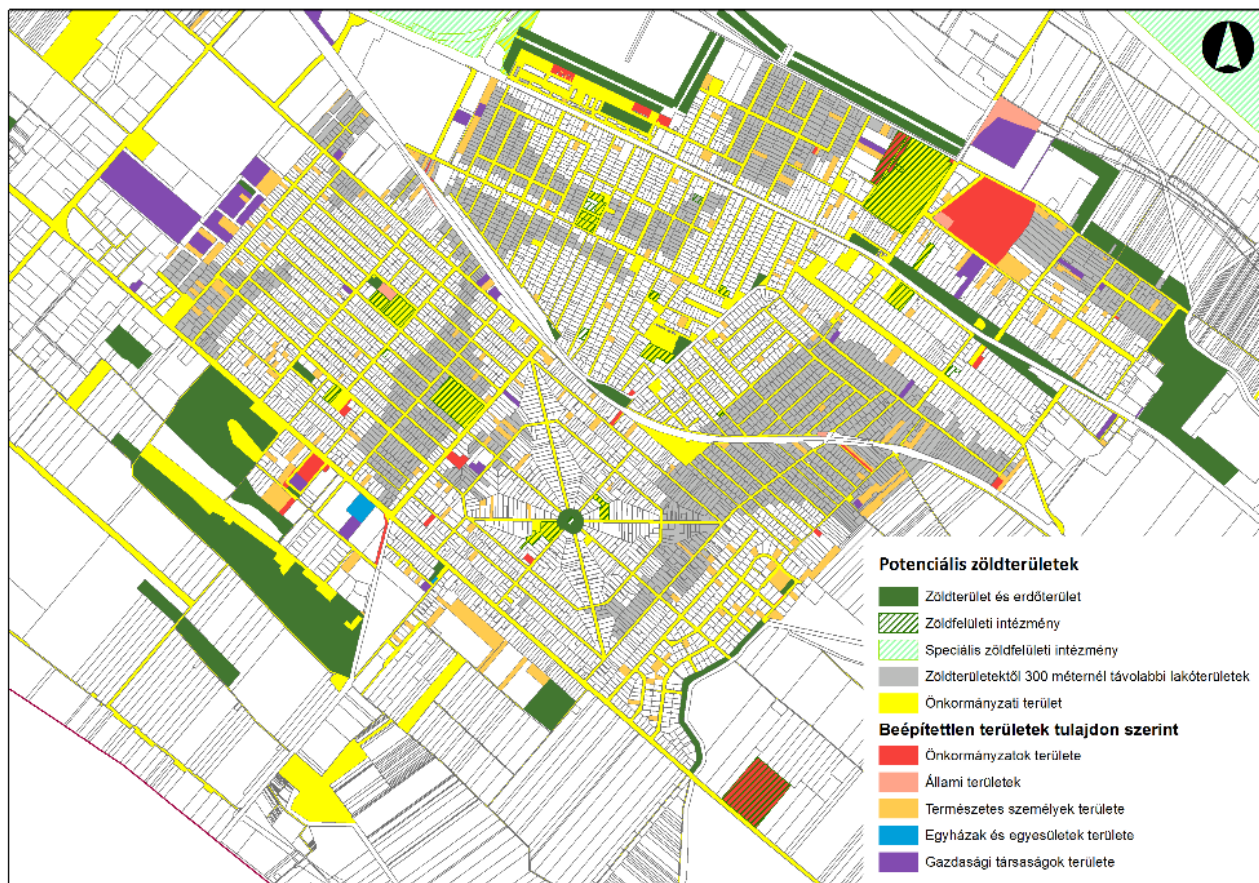 Potenciális zöldterületek
Zöldterület és erdőterület
Zöldfelületi intézmény
Speciális zöldfelületi intézmény
Zöldterületektől 300 méternél távolabbi lakóterületek
Önkormányzati terület
Beépítettlen területek tulajdon szerint
Önkormányzatok területe
Állami területek
Természetes személyek területe
Egyházak és egyesületek területe
Gazdasági társaságok területe